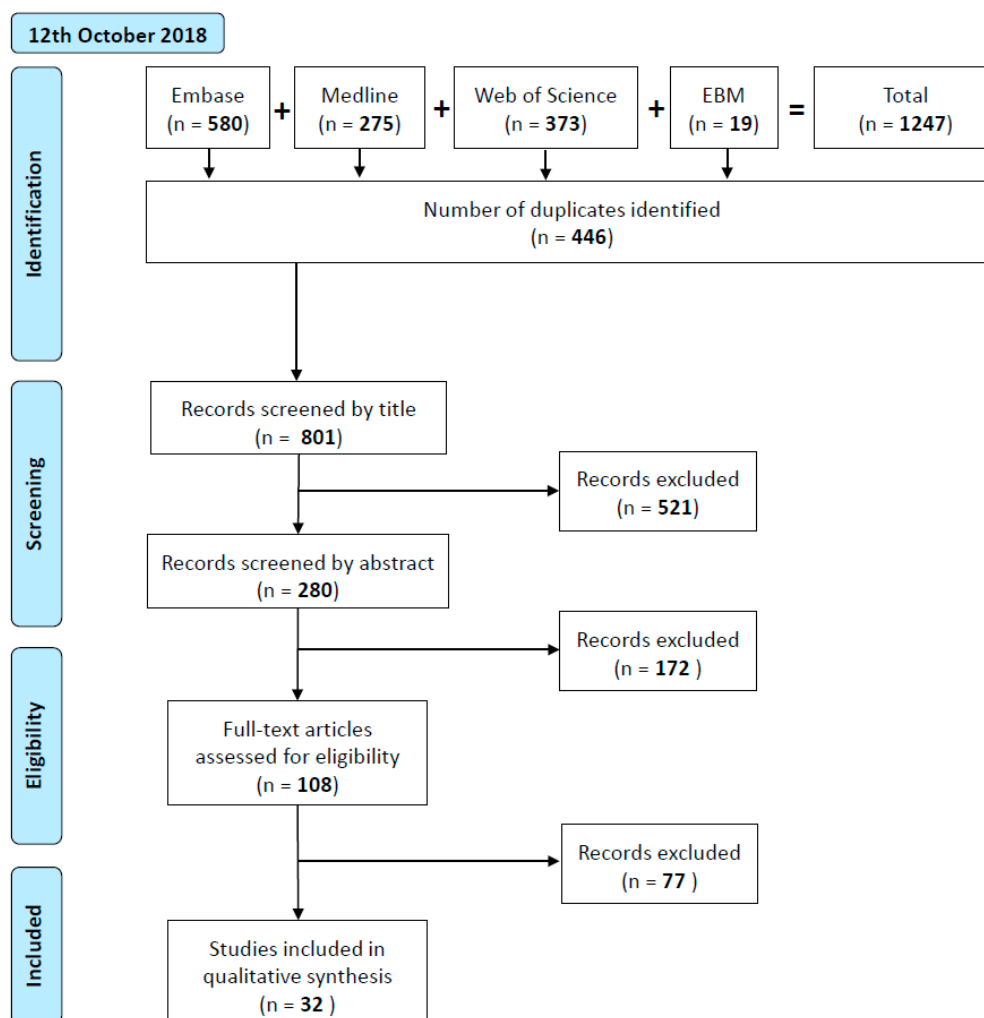 12th October 2018
Identification
Embase
(n = 580)
+
Medline
(n = 275)
+
Web of Science
(n = 373)
+
EBM
(n = 19)
=
Total
(n = 1247)
Number of duplicates identified
(n = 446)
Screening
Records screened by title
(n = 801)
Records excluded
(n = 521)
Records screened by abstract
(n = 280)
Records excluded
(n = 172 )
Eligibility
Full-text articles
assessed for eligibility
(n = 108)
Records excluded
(n = 77 )
Included
Studies included in
qualitative synthesis
(n = 32 )